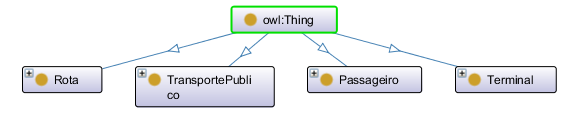 owl:Thing
Rota
TransportePubli
co
Passageiro
Terminal